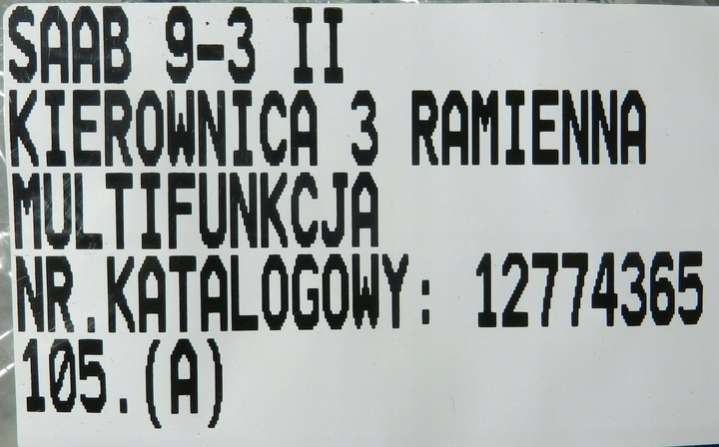 SAAB 9-3 II
KIEROWNICA 3 RAMIENNA
MULTIFUNKCJA
NR.KATALOGOWY: 12774365
105.(A)